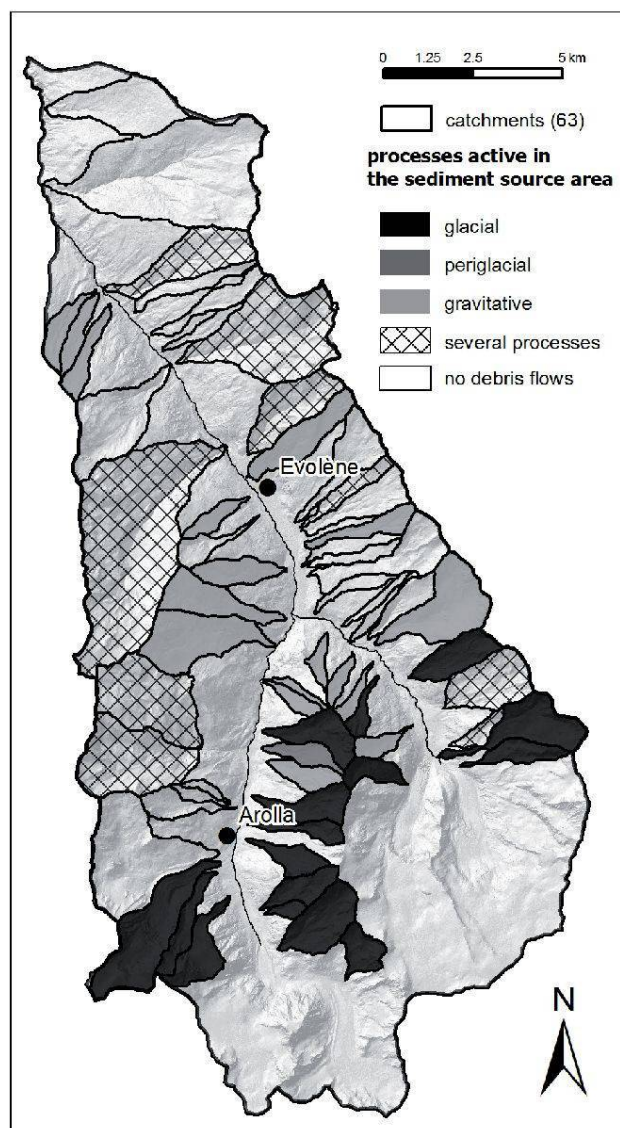 0 1.25 2.5 5 km
catchments (63)
processes active in
the sediment source area
glacial
periglacial
gravitative
several processes
no debris flows
Evolène
Arolla
N